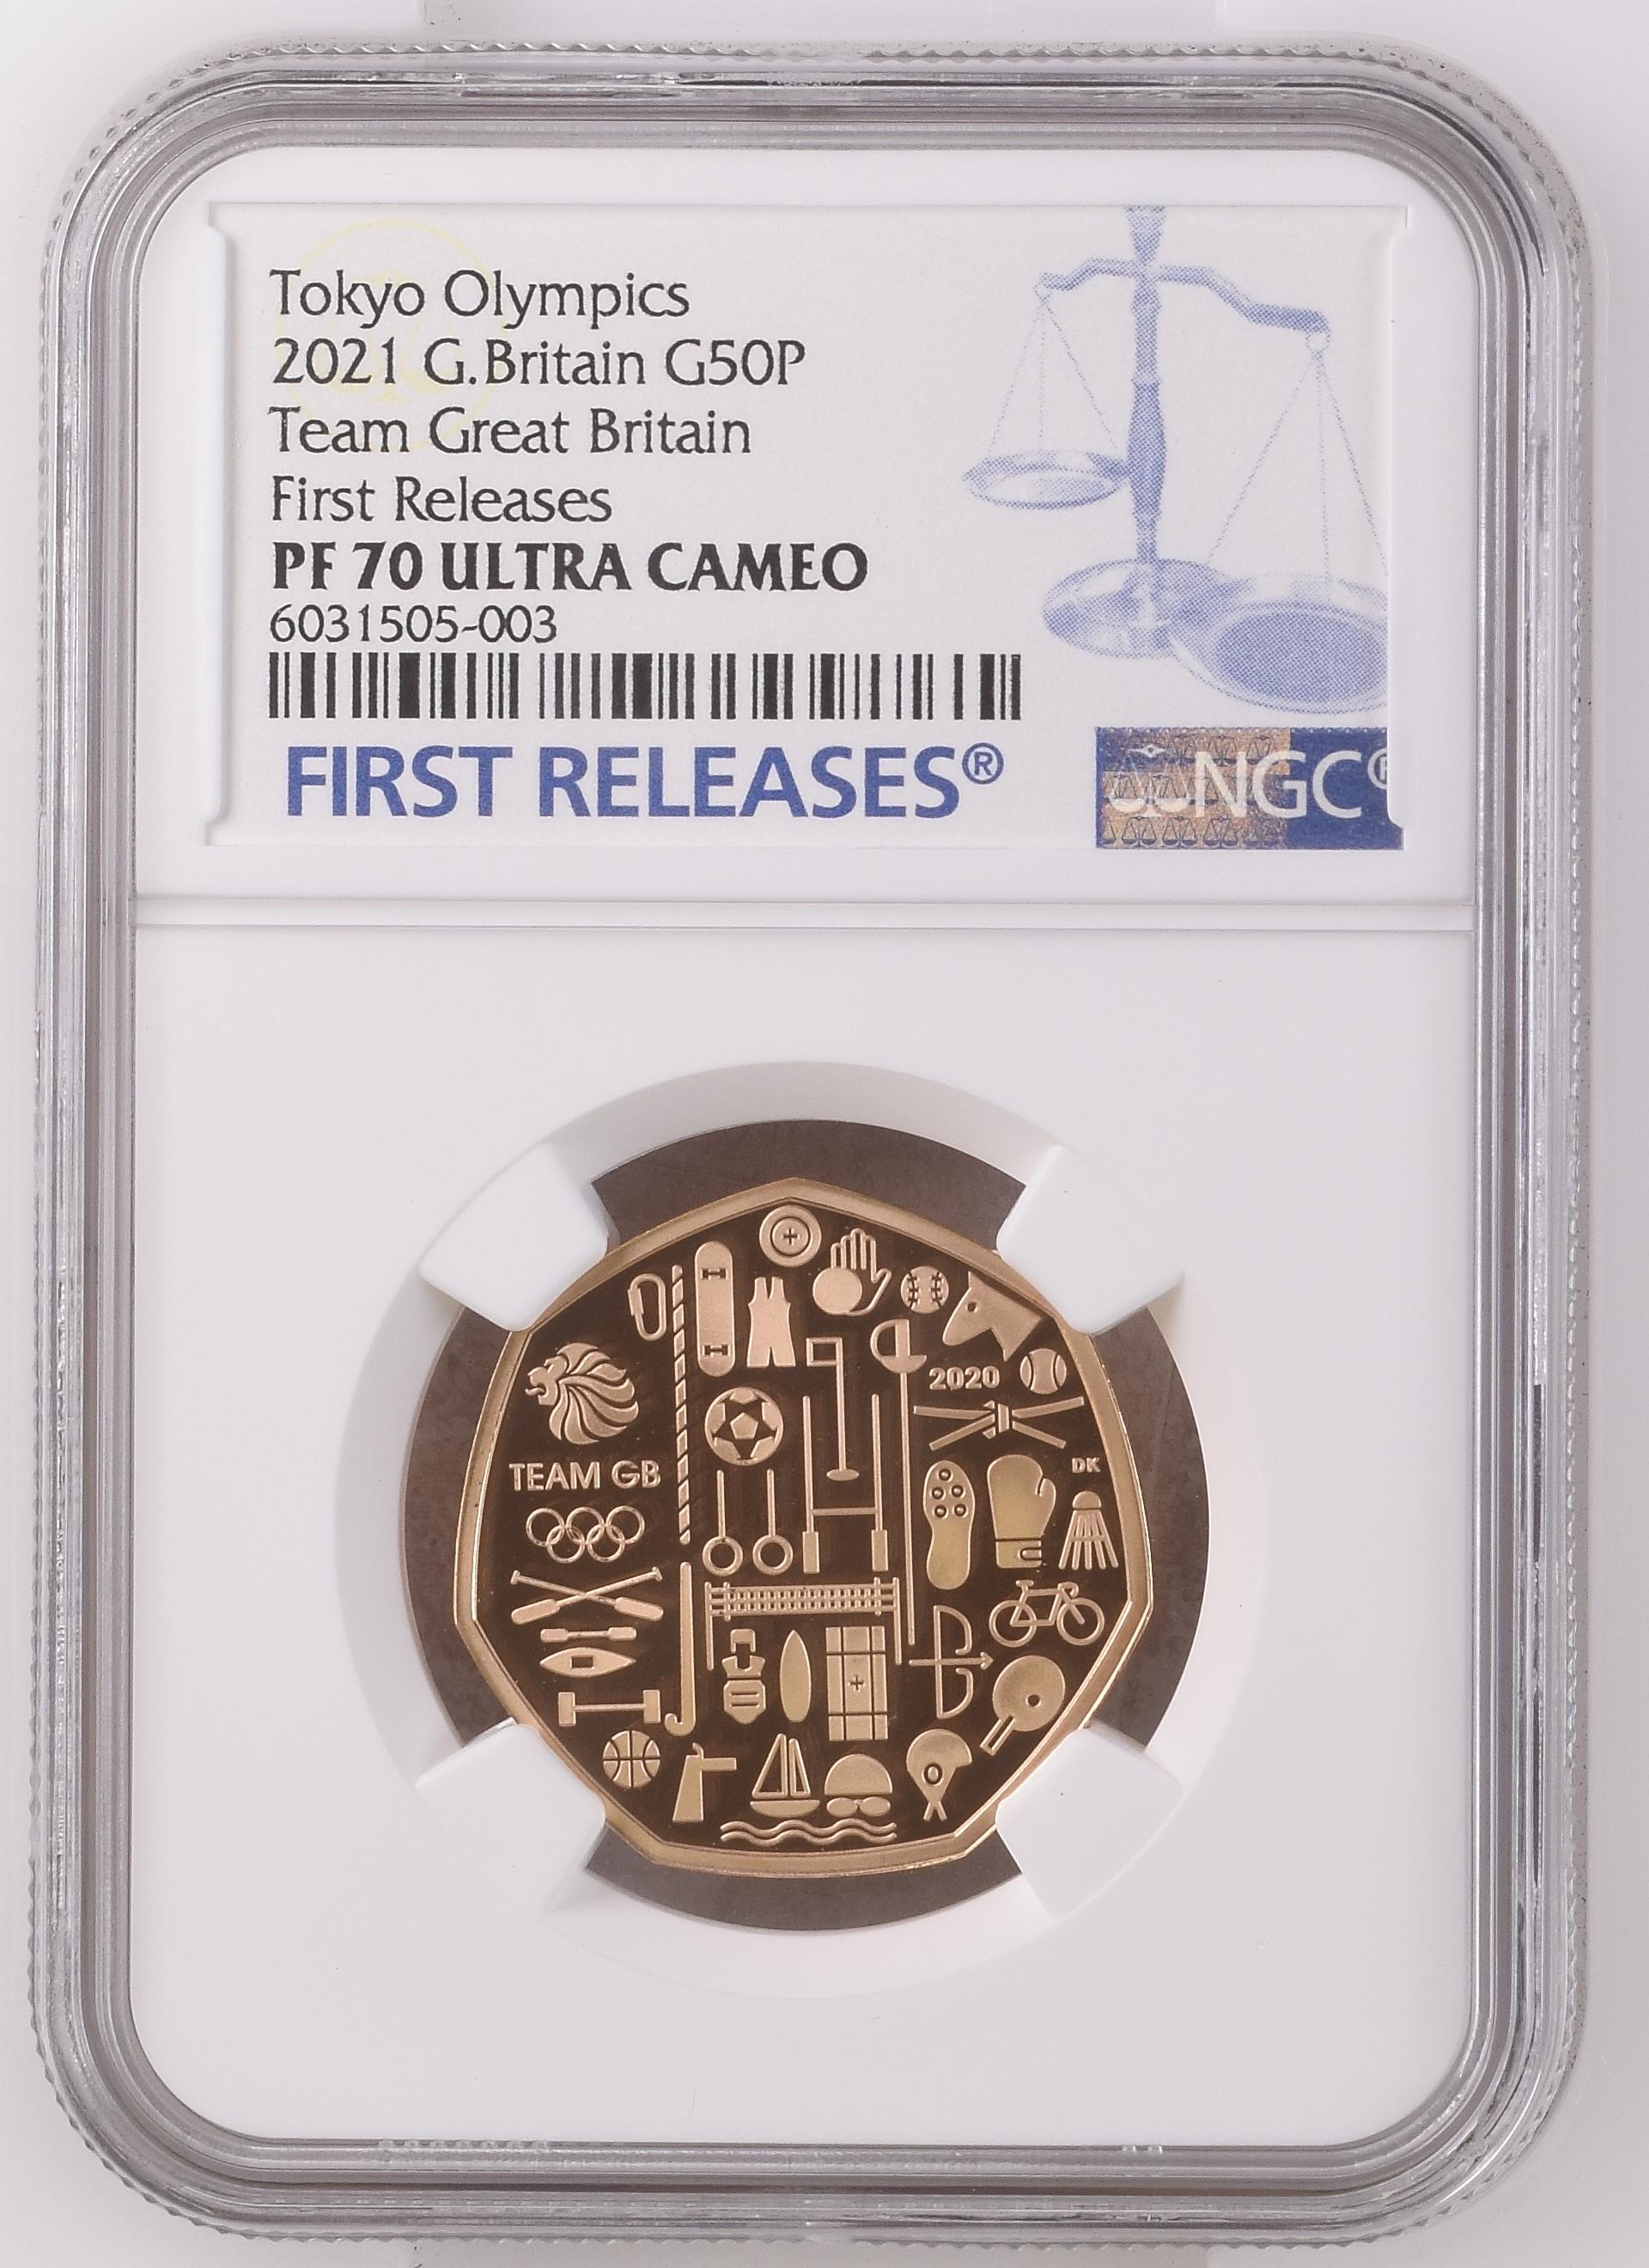 Tokyo Olympics
2021 G.Britain G50P
Team Great Britain
First Releases
PF 70 ULTRA CAMEO
6031505-003
FIRST RELEASES®
NGC®
2020
TEAM GB
DK